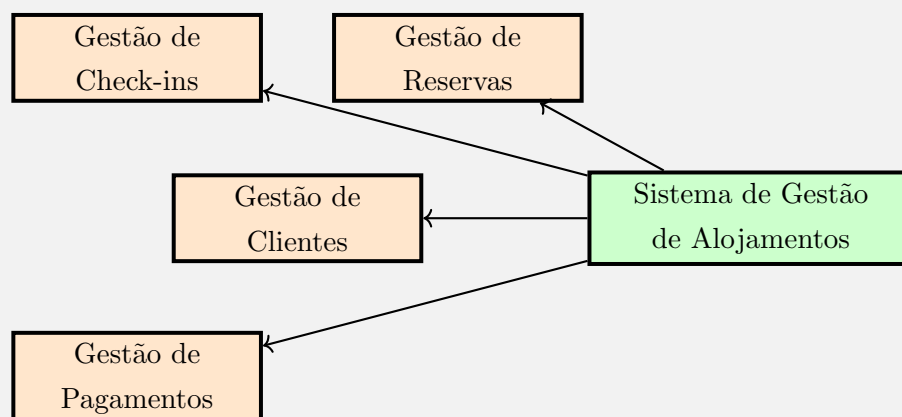 Gestão de
Check-ins
Gestão de
Reservas
Gestão de
Clientes
Sistema de Gestão
de Alojamentos
Gestão de
Pagamentos